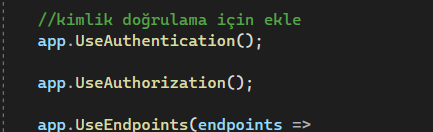 //kimlik doğrulama için ekle
app.UseAuthentication();
app.UseAuthorization();
app.UseEndpoints(endpoints =>